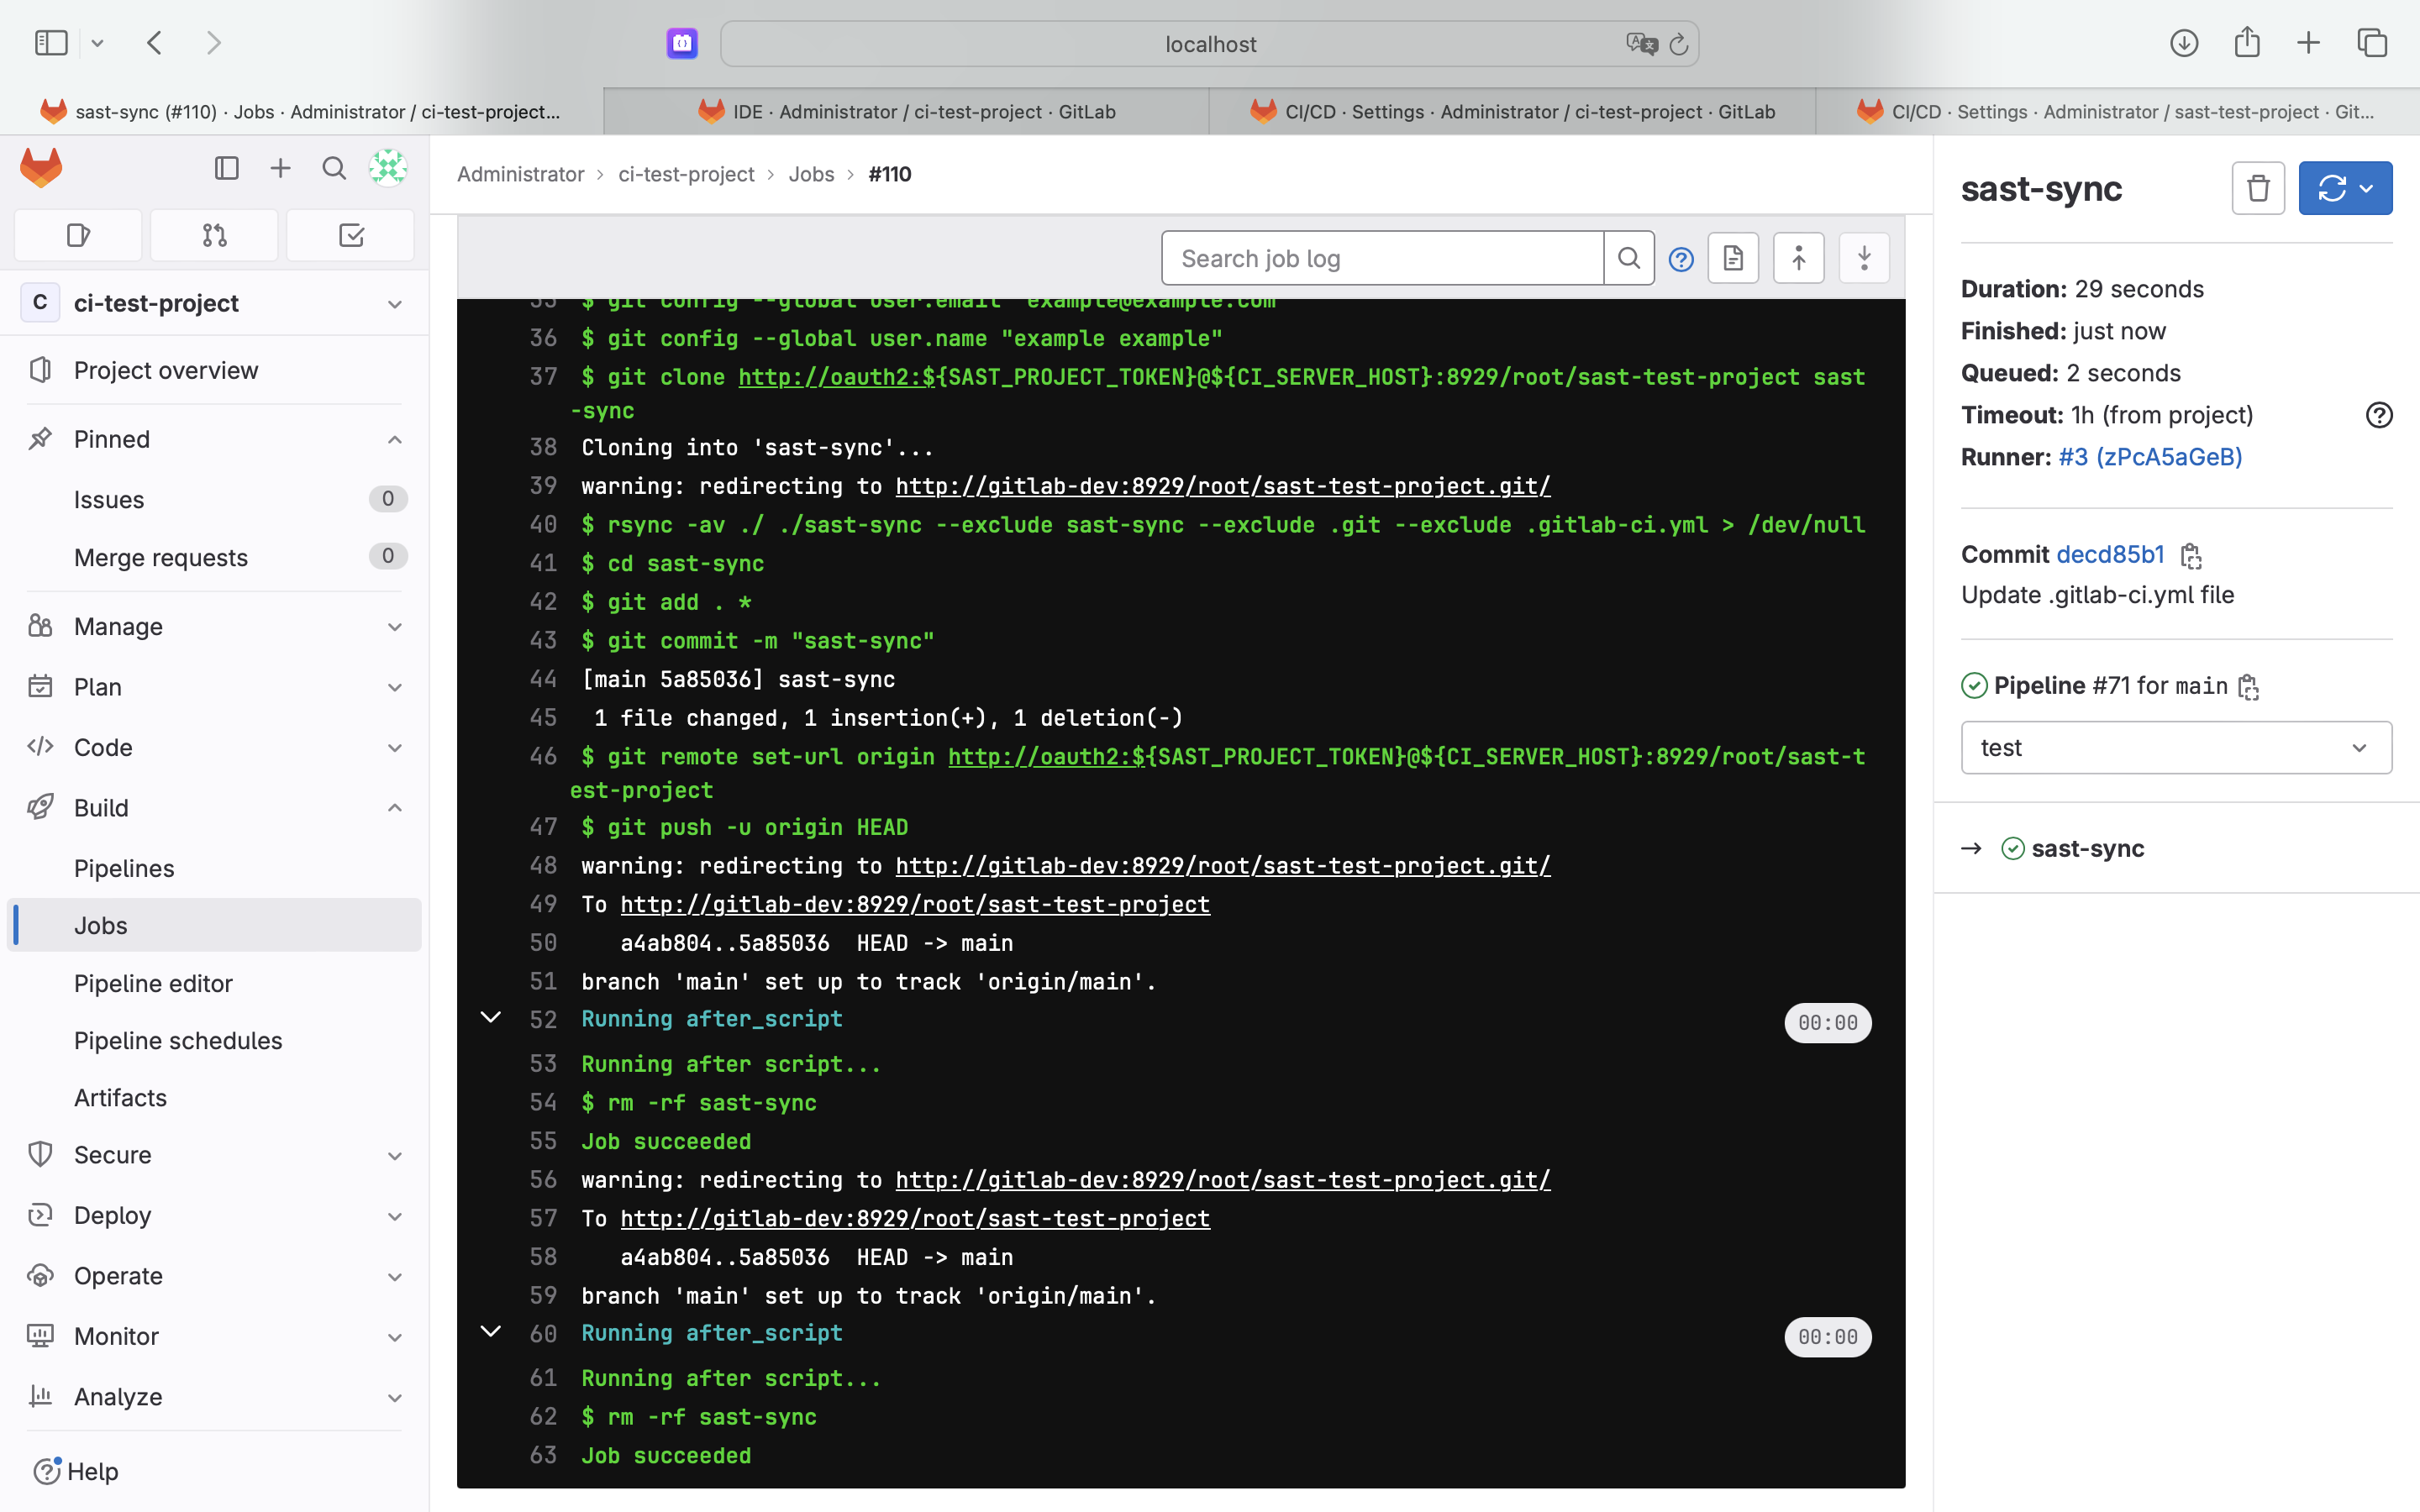 localhost
sast-sync (#110) · Jobs · Administrator / ci-test-project...
IDE · Administrator / ci-test-project · GitLab
CI/CD · Settings · Administrator / ci-test-project · GitLab
CI/CD · Settings · Administrator / sast-test-project · Git...
Administrator > ci-test-project > Jobs > #110
C ci-test-project
Project overview
Pinned
Issues 0
Merge requests 0
Manage
Plan
Code
Build
Pipelines
Jobs
Pipeline editor
Pipeline schedules
Artifacts
Secure
Deploy
Operate
Monitor
Analyze
Help
Search job log
35 $ git config --global user.email "example@example.com"
36 $ git config --global user.name "example example"
37 $ git clone http://oauth2:${SAST_PROJECT_TOKEN}@${CI_SERVER_HOST}:8929/root/sast-test-project sast
-sync
38 Cloning into 'sast-sync'...
39 warning: redirecting to http://gitlab-dev:8929/root/sast-test-project.git/
40 $ rsync -av ./ ./sast-sync --exclude sast-sync --exclude .git --exclude .gitlab-ci.yml > /dev/null
41 $ cd sast-sync
42 $ git add . *
43 $ git commit -m "sast-sync"
44 [main 5a85036] sast-sync
45 1 file changed, 1 insertion(+), 1 deletion(-)
46 $ git remote set-url origin http://oauth2:${SAST_PROJECT_TOKEN}@${CI_SERVER_HOST}:8929/root/sast-t
est-project
47 $ git push -u origin HEAD
48 warning: redirecting to http://gitlab-dev:8929/root/sast-test-project.git/
49 To http://gitlab-dev:8929/root/sast-test-project
50 a4ab804..5a85036 HEAD -> main
51 branch 'main' set up to track 'origin/main'.
52 Running after_script 00:00
53 Running after script...
54 $ rm -rf sast-sync
55 Job succeeded
56 warning: redirecting to http://gitlab-dev:8929/root/sast-test-project.git/
57 To http://gitlab-dev:8929/root/sast-test-project
58 a4ab804..5a85036 HEAD -> main
59 branch 'main' set up to track 'origin/main'.
60 Running after_script 00:00
61 Running after script...
62 $ rm -rf sast-sync
63 Job succeeded
sast-sync
Duration: 29 seconds
Finished: just now
Queued: 2 seconds
Timeout: 1h (from project)
Runner: #3 (zPcA5aGeB)
Commit decd85b1
Update .gitlab-ci.yml file
Pipeline #71 for main
test
→ sast-sync